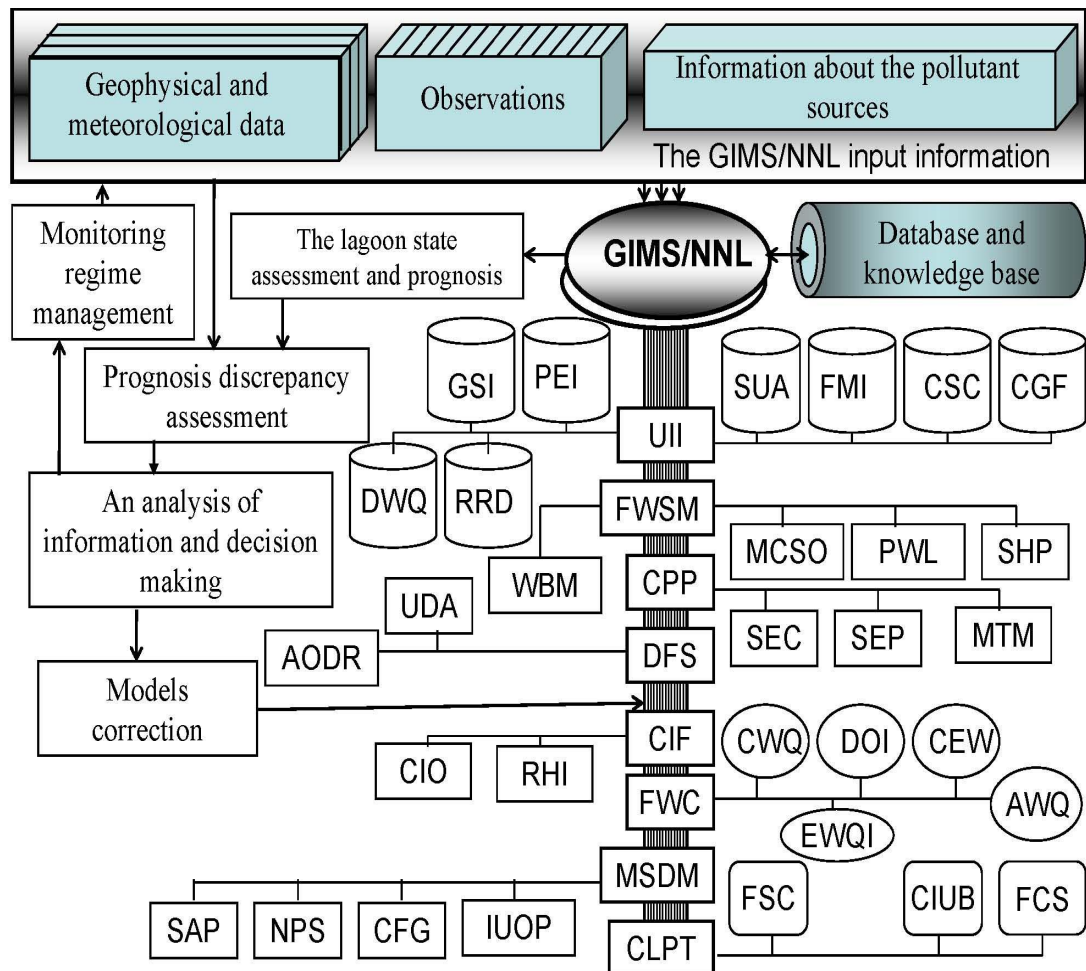 Geophysical and
meteorological data
Observations
Information about the pollutant
sources
The GIMS/NNL input information
Monitoring
regime
management
The lagoon state
assessment and prognosis
GIMS/NNL
Database and
knowledge base
Prognosis discrepancy
assessment
GSI
PEI
SUA
FMI
CSC
CGF
UII
DWQ
RRD
An analysis of
information and decision
making
FWSM
WBM
MCSO
PWL
SHP
CPP
UDA
SEC
SEP
MTM
AODR
DFS
Models
correction
CIF
CIO
RHI
CWQ
DOI
CEW
FWC
AWQ
EWQI
MSDM
SAP
NPS
CFG
IUOP
FSC
CIUB
FCS
CLPT